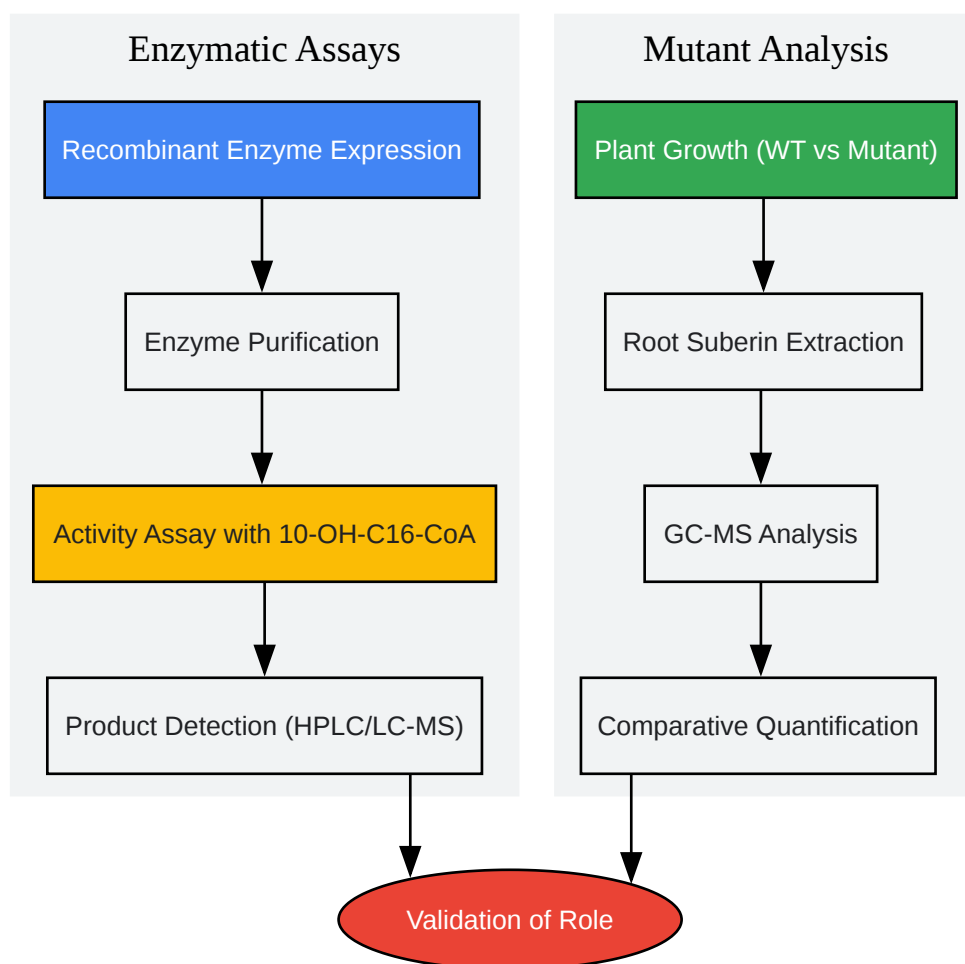 Enzymatic Assays
Recombinant Enzyme Expression
Enzyme Purification
Activity Assay with 10-OH-C16-CoA
Product Detection (HPLC/LC-MS)
Mutant Analysis
Plant Growth (WT vs Mutant)
Root Suberin Extraction
GC-MS Analysis
Comparative Quantification
Validation of Role